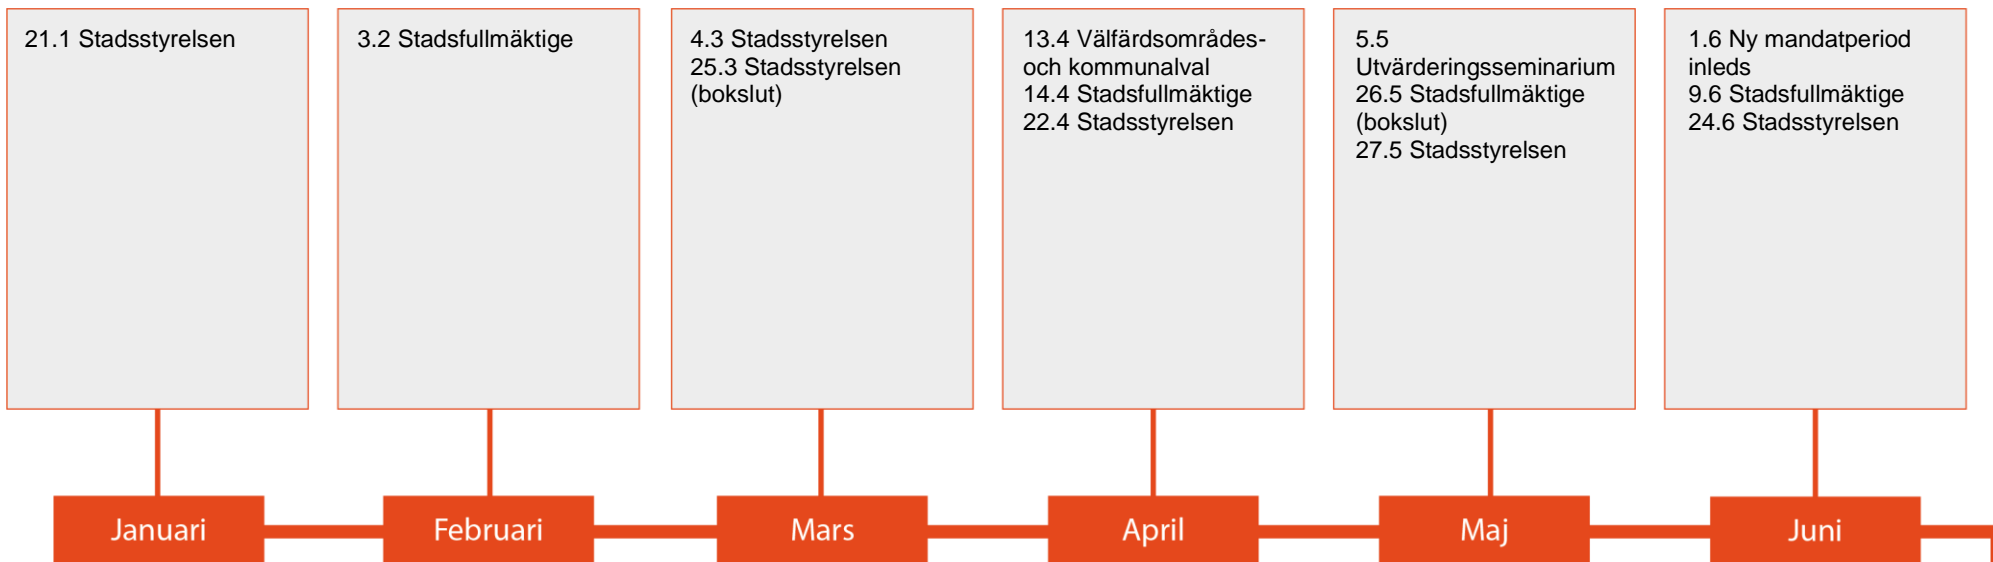 21.1 Stadsstyrelsen
3.2 Stadsfullmäktige
4.3 Stadsstyrelsen
25.3 Stadsstyrelsen
(bokslut)
13.4 Välfärdsområdes-
och kommunalval
14.4 Stadsfullmäktige
22.4 Stadsstyrelsen
5.5
Utvärderingsseminarium
26.5 Stadsfullmäktige
(bokslut)
27.5 Stadsstyrelsen
1.6 Ny mandatperiod
inleds
9.6 Stadsfullmäktige
24.6 Stadsstyrelsen
Januari
Februari
Mars
April
Maj
Juni